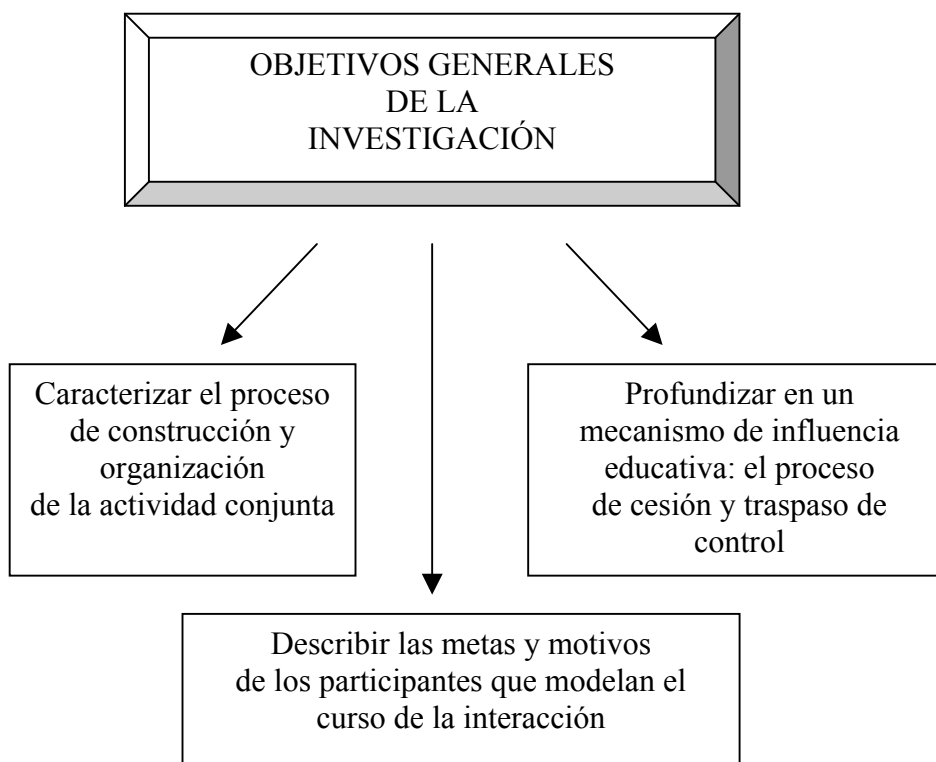 OBJETIVOS GENERALES
DE LA
INVESTIGACIÓN
Caracterizar el proceso
de construcción y
organización
de la actividad conjunta
Profundizar en un
mecanismo de influencia
educativa: el proceso
de cesión y traspaso de
control
Describir las metas y motivos
de los participantes que modelan el
curso de la interacción